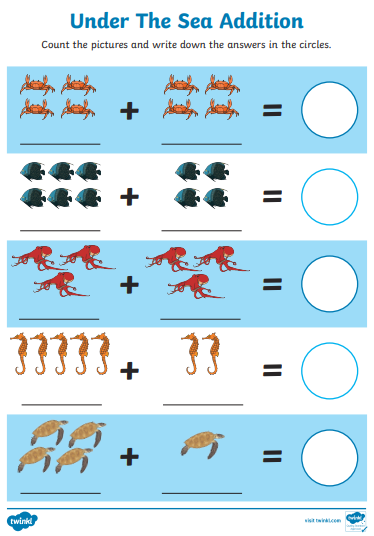 Under The Sea Addition
Count the pictures and write down the answers in the circles.
+ =
+ =
+ =
+ =
+ =
twinkl
visit twinkl.com
twinkl